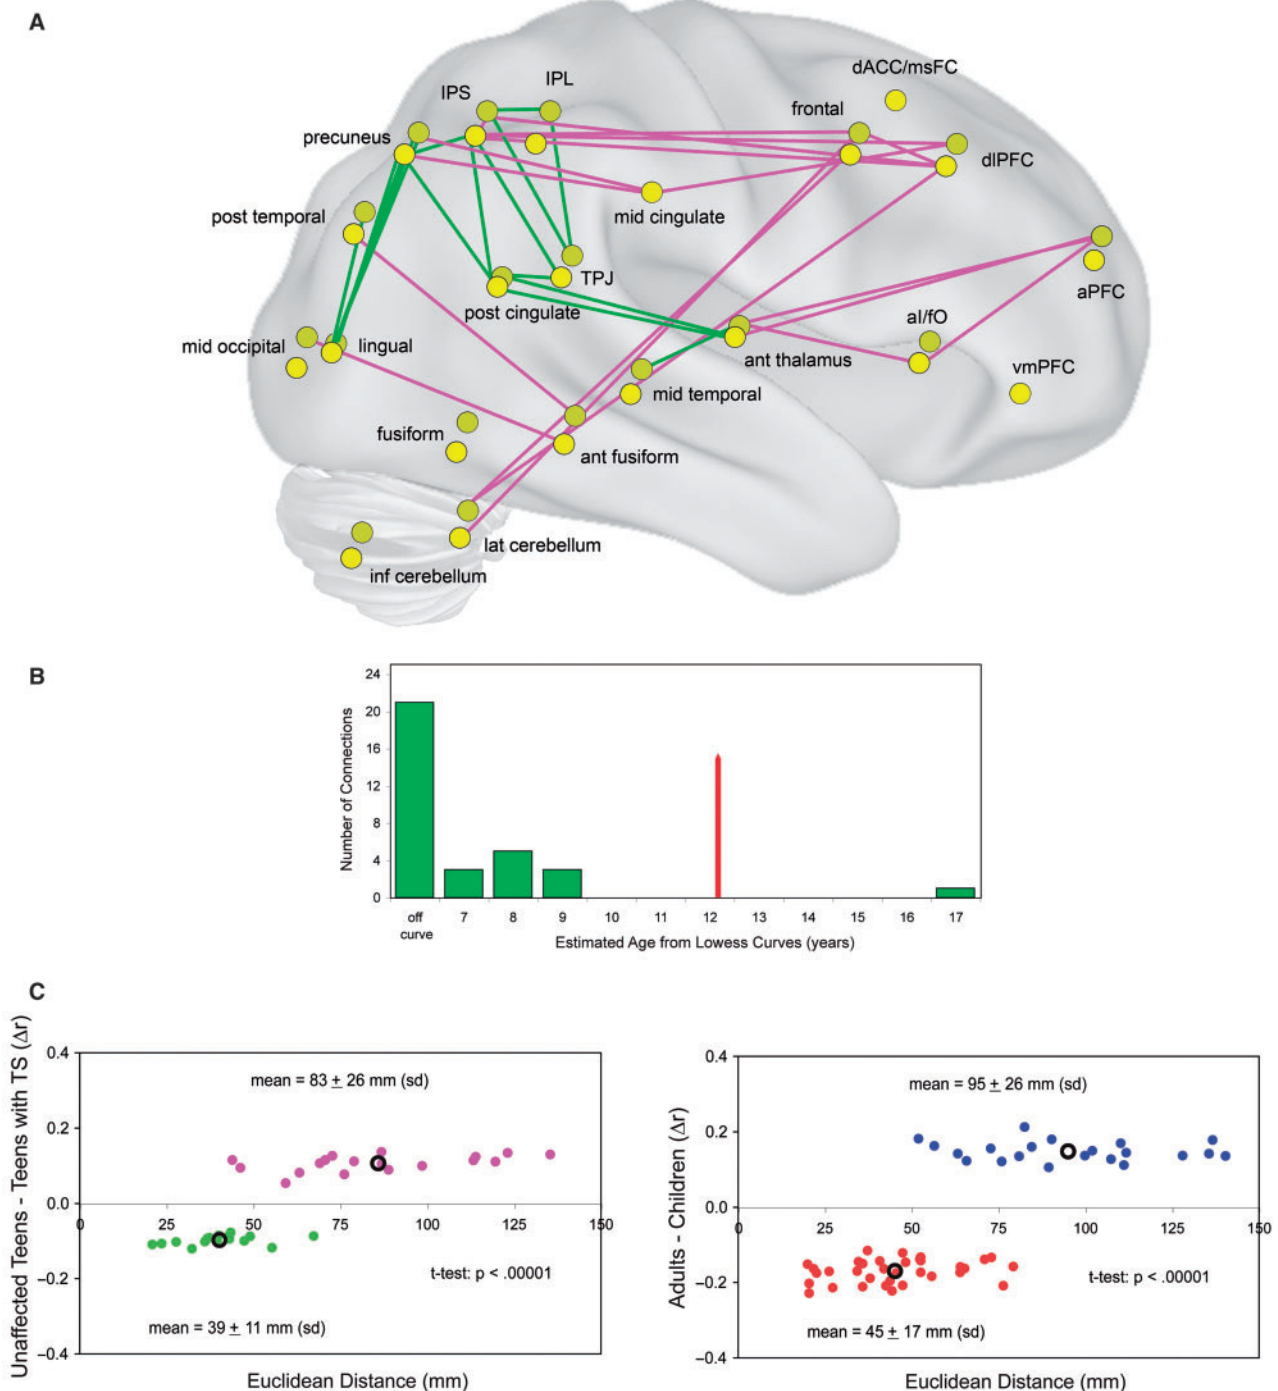 A
dACC/msFC
IPS
IPL
frontal
precuneus
dlPFC
post temporal
mid cingulate
TPJ
aPFC
post cingulate
aI/fO
mid occipital
lingual
ant thalamus
vmPFC
mid temporal
fusiform
ant fusiform
lat cerebellum
inf cerebellum
B
Number of Connections
24
20
16
12
8
4
0
off curve 7 8 9 10 11 12 13 14 15 16 17
Estimated Age from Lowess Curves (years)
C
Unaffected Teens - Teens with TS (Δr)
0.4
0.2
0.0
−0.2
−0.4
mean = 83 ± 26 mm (sd)
0 25 50 75 100 125 150
t-test: p < .00001
mean = 39 ± 11 mm (sd)
Euclidean Distance (mm)
Adults - Children (Δr)
0.4
0.2
0.0
−0.2
−0.4
mean = 95 ± 26 mm (sd)
0 25 50 75 100 125 150
t-test: p < .00001
mean = 45 ± 17 mm (sd)
Euclidean Distance (mm)